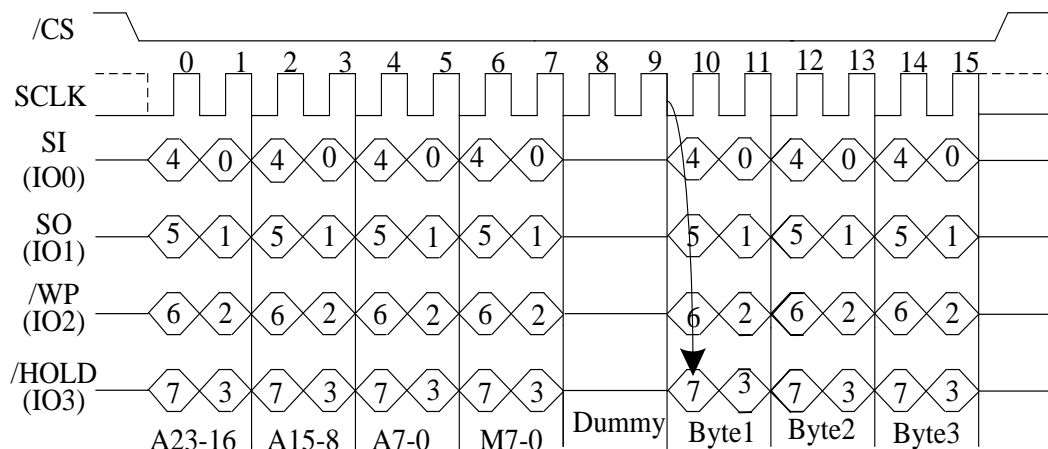 /CS
0 1 2 3 4 5 6 7 8 9 10 11 12 13 14 15
SCLK
SI
(IO0)
4 0 4 0 4 0 4 0 4 0 4 0 4 0
SO
(IO1)
5 1 5 1 5 1 5 1 5 1 5 1 5 1
/WP
(IO2)
6 2 6 2 6 2 6 2 6 2 6 2 6 2
/HOLD
(IO3)
7 3 7 3 7 3 7 3 7 3 7 3 7 3
A23-16 A15-8 A7-0 M7-0 Dummy Byte1 Byte2 Byte3